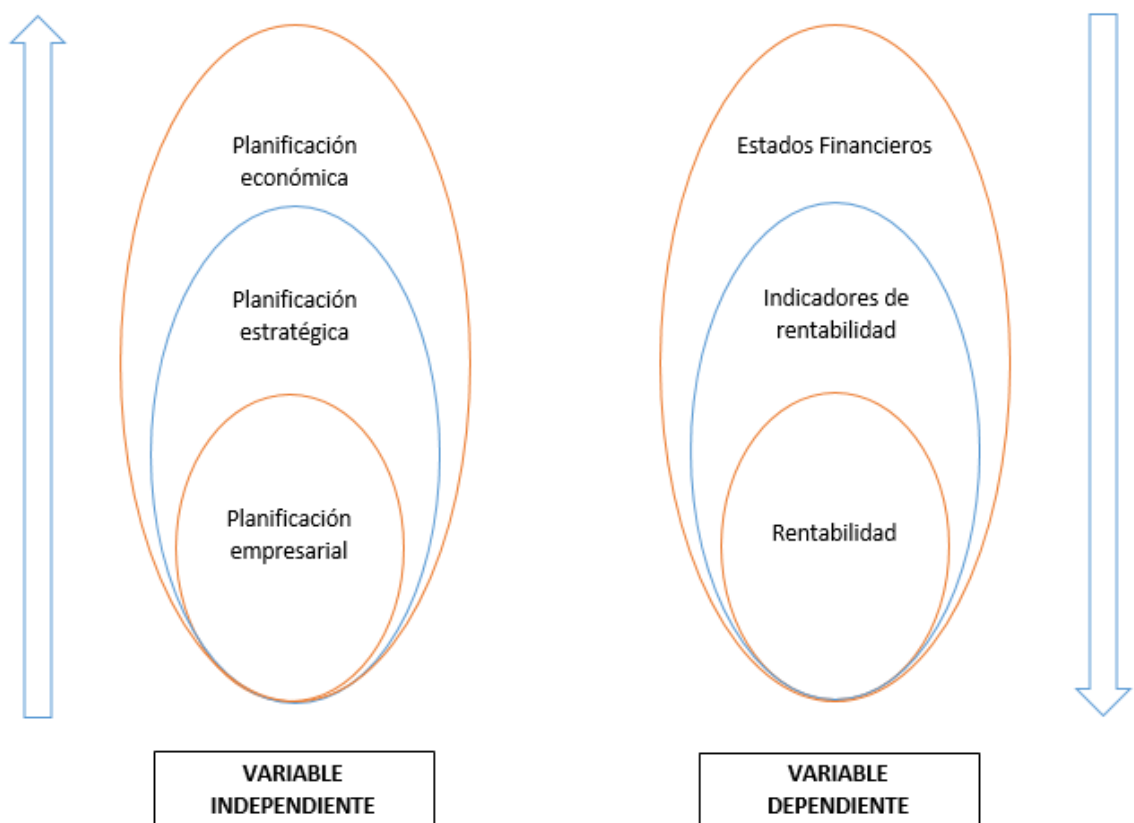 Planificación
económica
Planificación
estratégica
Planificación
empresarial
VARIABLE
INDEPENDIENTE
Estados Financieros
Indicadores de
rentabilidad
Rentabilidad
VARIABLE
DEPENDIENTE